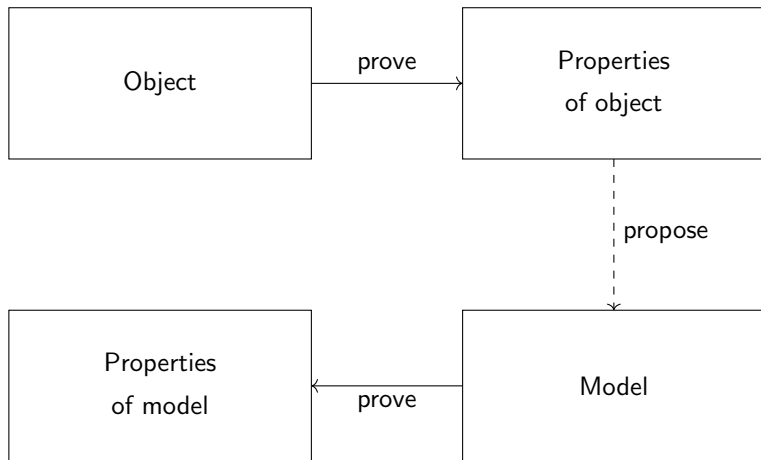 Object
prove
Properties
of object
propose
Properties
of model
prove
Model